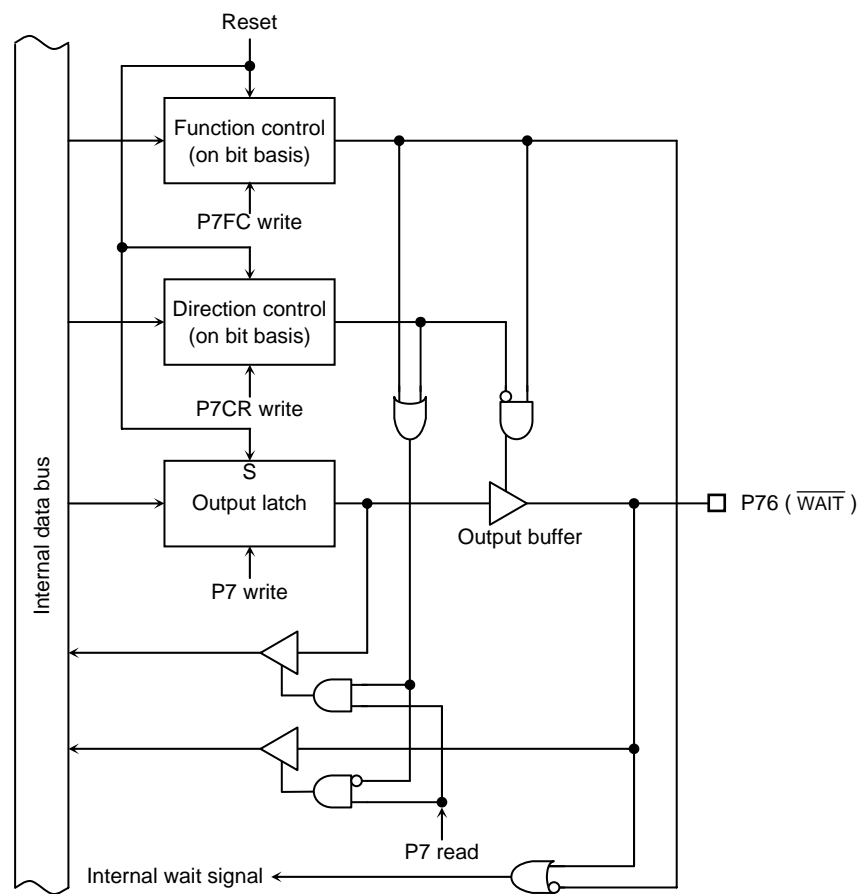 Reset
Function control
(on bit basis)
P7FC write
Direction control
(on bit basis)
P7CR write
Internal data bus
S
Output latch
P7 write
Output buffer
P76 ( WAIT )
P7 read
Internal wait signal